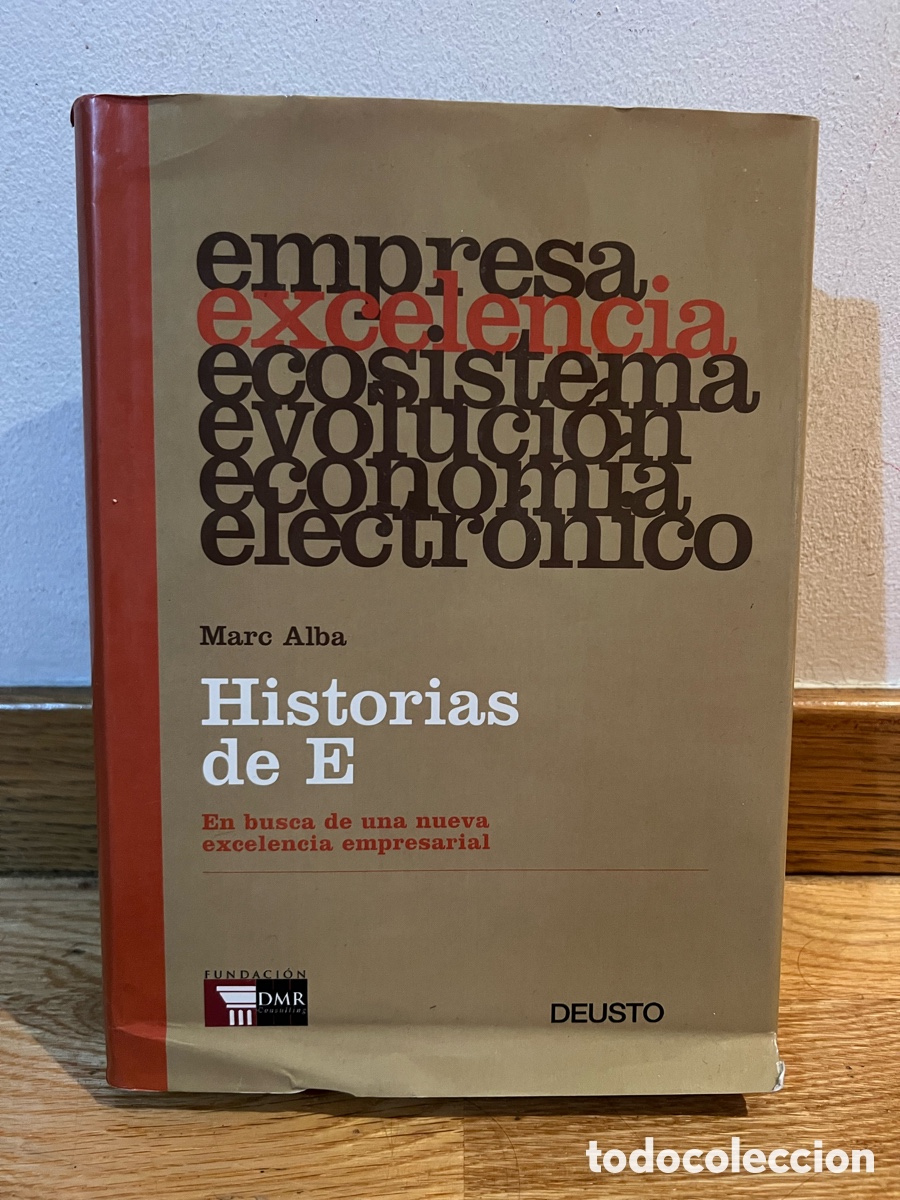 empresa
excelencia
ecosistema
evolución
economía
electrónico
Marc Alba
Historias
de E
En busca de una nueva
excelencia empresarial
FUNDACIÓN
DMR
Consulting
DEUSTO
todocoleccion